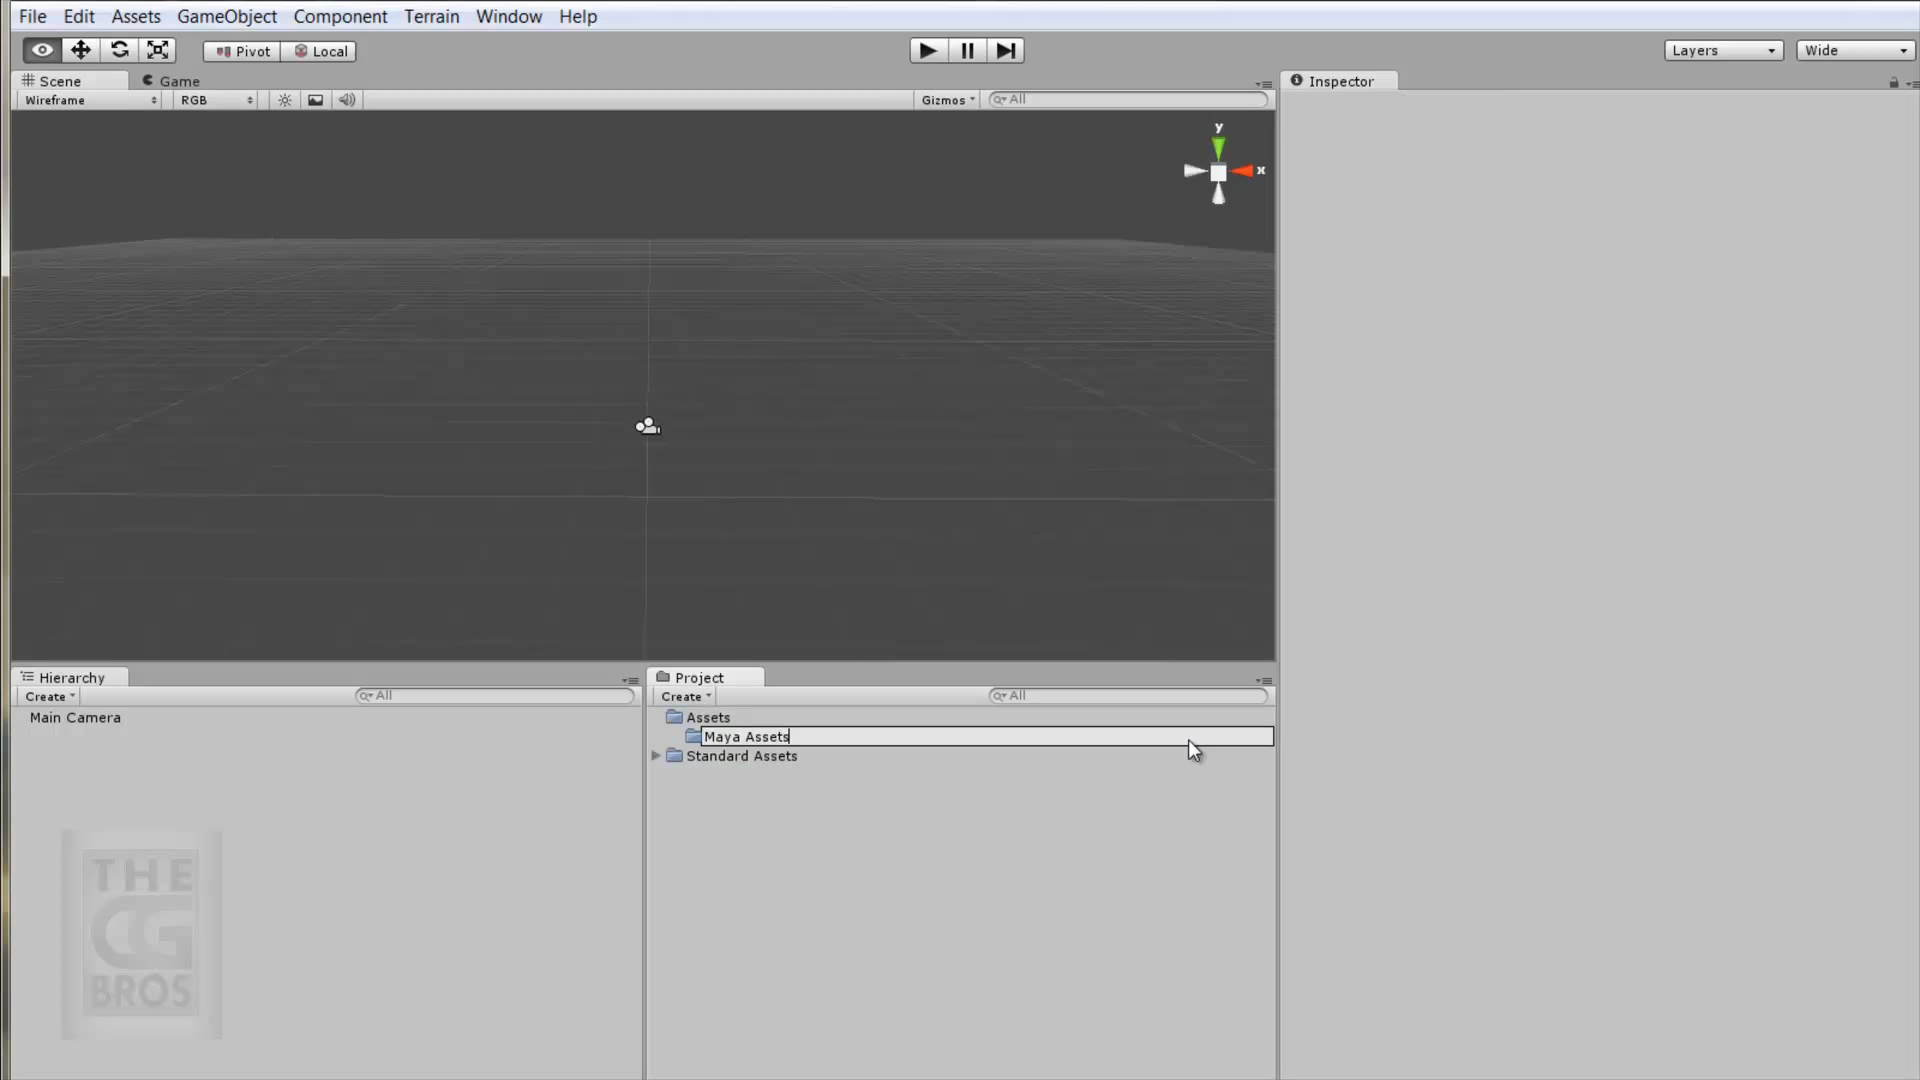 File Edit Assets GameObject Component Terrain Window Help
Pivot Local Layers Wide
Scene Game Inspector
Wireframe RGB Gizmos All
y
x
Hierarchy Project
Create All Create All
Main Camera Assets
Maya Assets
Standard Assets
THE
CG
BROS